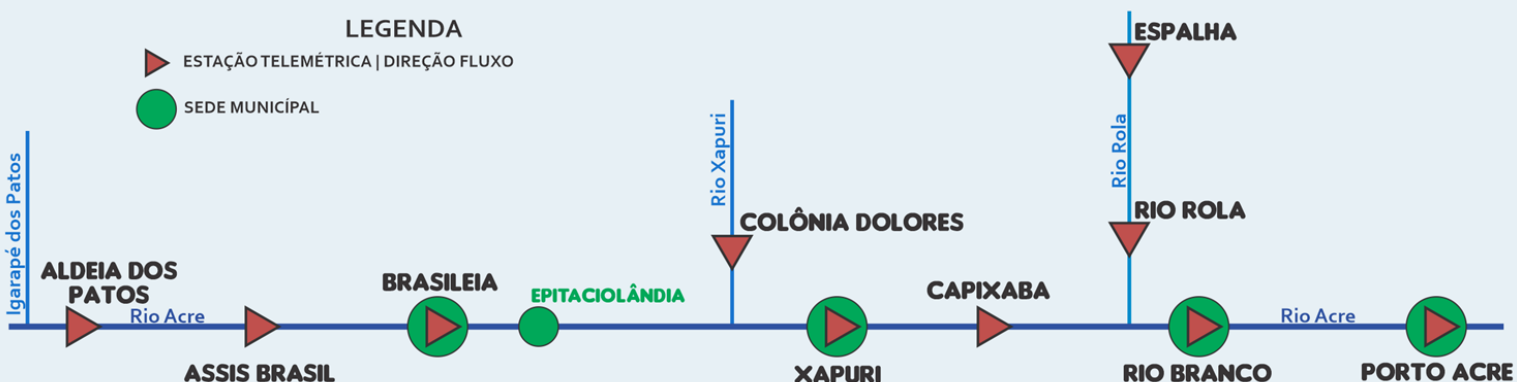 LEGENDA
ESTAÇÃO TELEMÉTRICA | DIREÇÃO FLUXO
SEDE MUNICÍPAL
ESPALHA
Igarapé dos Patos
Rio Xapuri
Rio Rola
COLÔNIA DOLORES
RIO ROLA
ALDEIA DOS
PATOS
BRASILEIA
EPITACIOLÂNDIA
CAPIXABA
Rio Acre
Rio Acre
ASSIS BRASIL
XAPURI
RIO BRANCO
PORTO ACRE